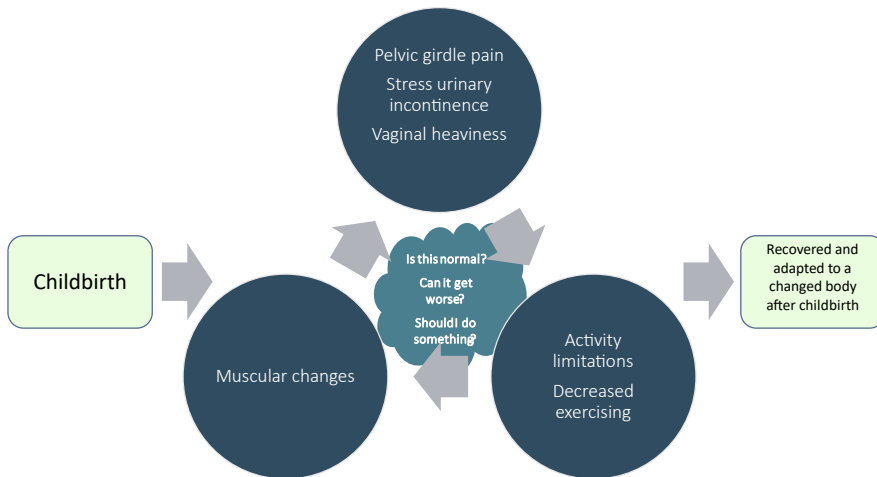 Pelvic girdle pain
Stress urinary
incontinence
Vaginal heaviness
Childbirth
Is this normal?
Can it get
worse?
Should I do
something?
Recovered and
adapted to a
changed body
after childbirth
Muscular changes
Activity
limitations
Decreased
exercising